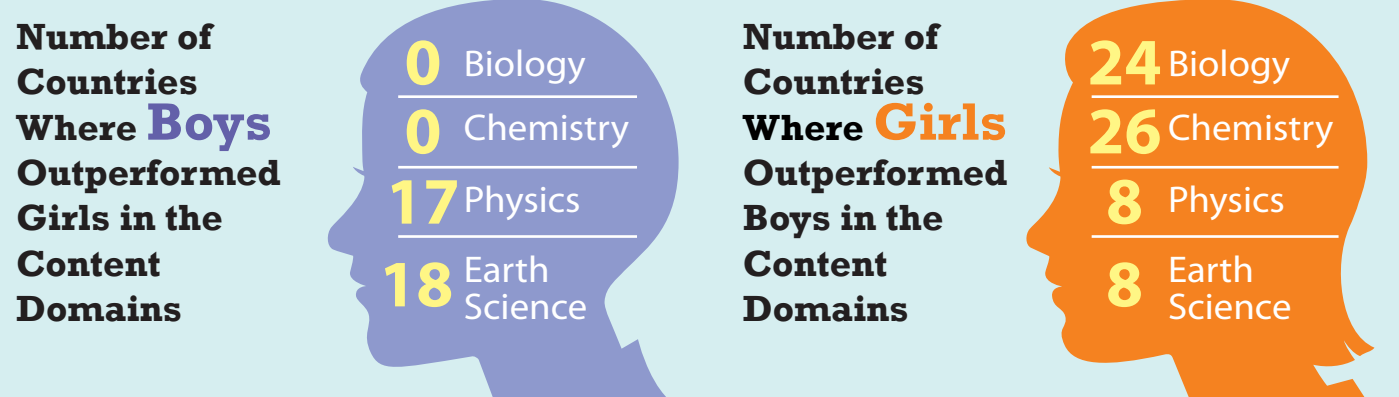 Number of
Countries
Where Boys
Outperformed
Girls in the
Content
Domains
0 Biology
0 Chemistry
17 Physics
18 Earth
Science
Number of
Countries
Where Girls
Outperformed
Boys in the
Content
Domains
24 Biology
26 Chemistry
8 Physics
8 Earth
Science